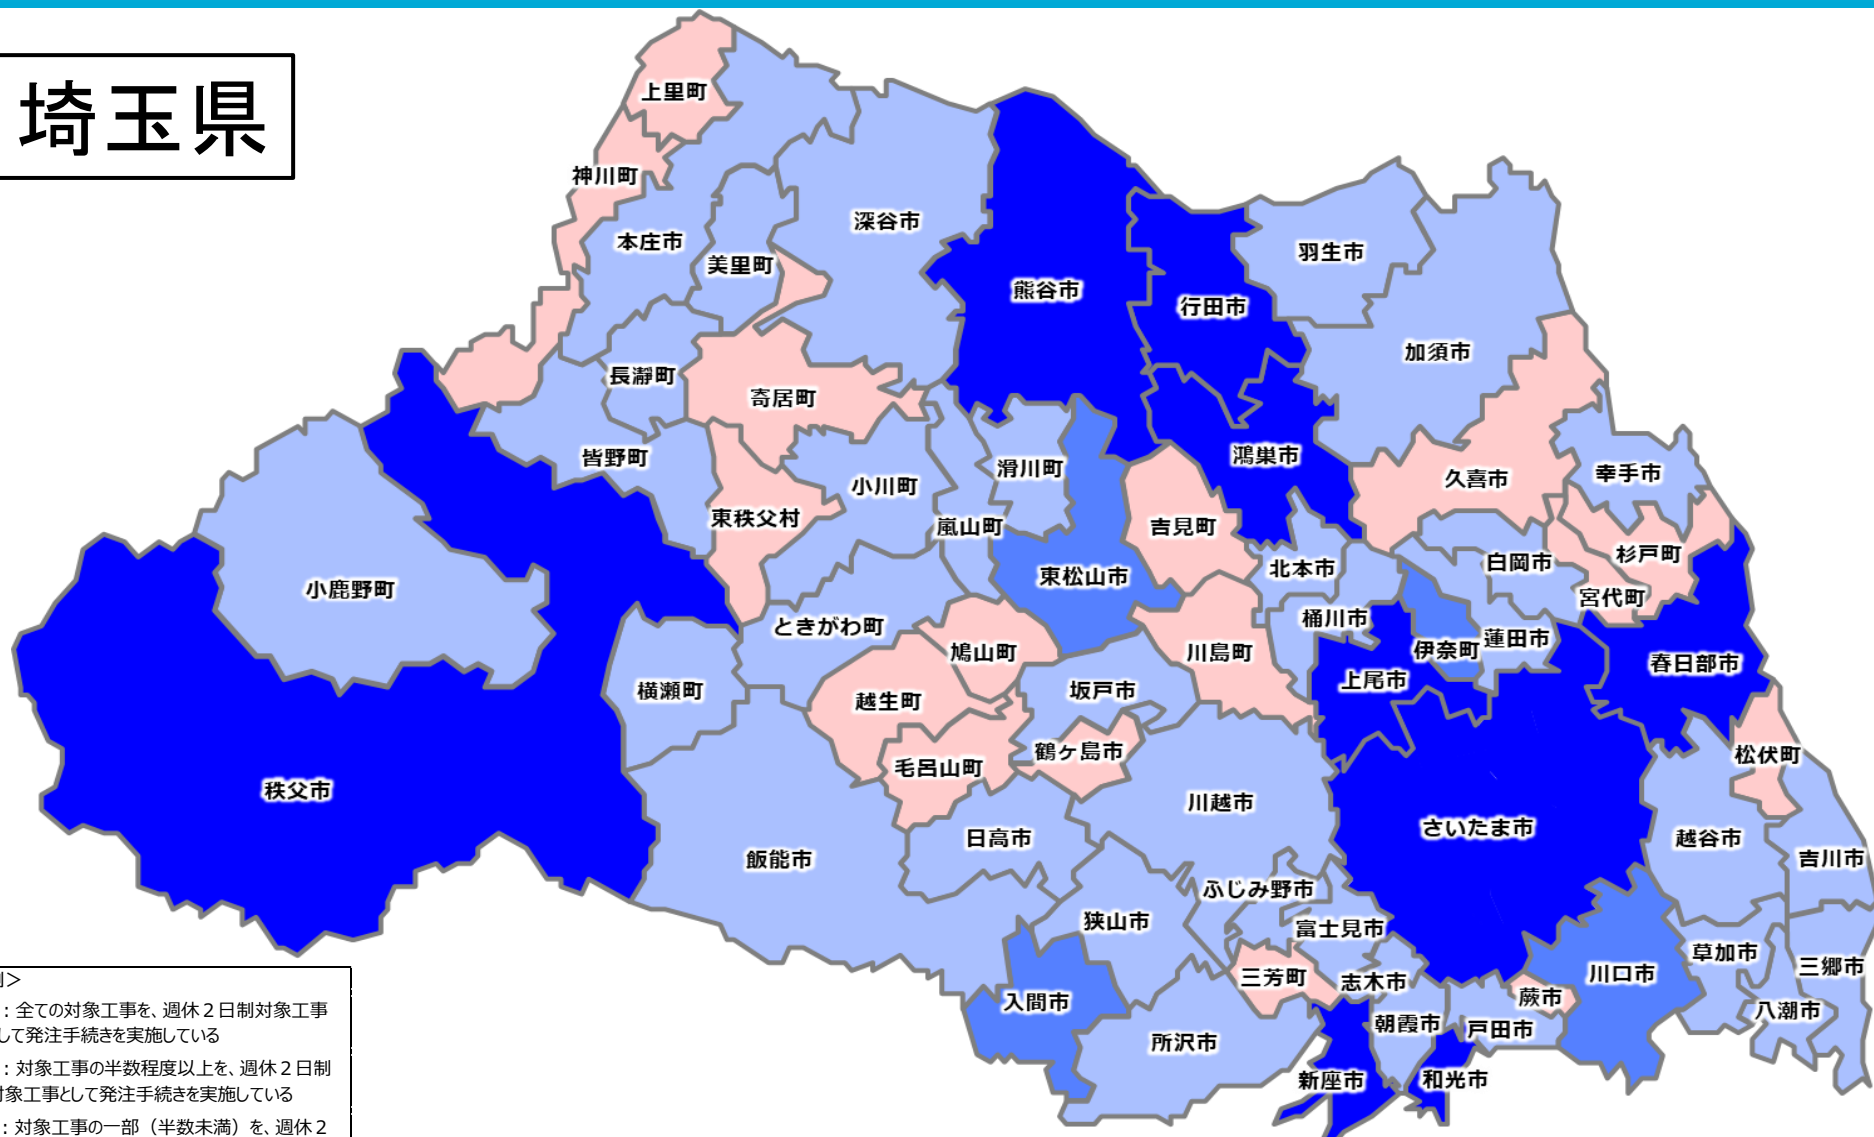 埼玉県
上里町
神川町
本庄市
美里町
深谷市
熊谷市
行田市
羽生市
加須市
長瀞町
寄居町
皆野町
小川町
滑川町
鴻巣市
久喜市
幸手市
東秩父村
嵐山町
吉見町
東松山市
北本市
白岡市
杉戸町
宮代町
小鹿野町
ときがわ町
鳩山町
川島町
桶川市
伊奈町
蓮田市
春日部市
横瀬町
越生町
坂戸市
上尾市
毛呂山町
鶴ヶ島市
松伏町
秩父市
川越市
さいたま市
飯能市
日高市
越谷市
吉川市
ふじみ野市
狭山市
富士見市
三芳町
志木市
蕨市
川口市
草加市
三郷市
入間市
所沢市
朝霞市
戸田市
八潮市
新座市
和光市
＞
：全ての対象工事を、週休２日制対象工事
して発注手続きを実施している
：対象工事の半数程度以上を、週休２日制
対象工事として発注手続きを実施している
：対象工事の一部（半数未満）を、週休２